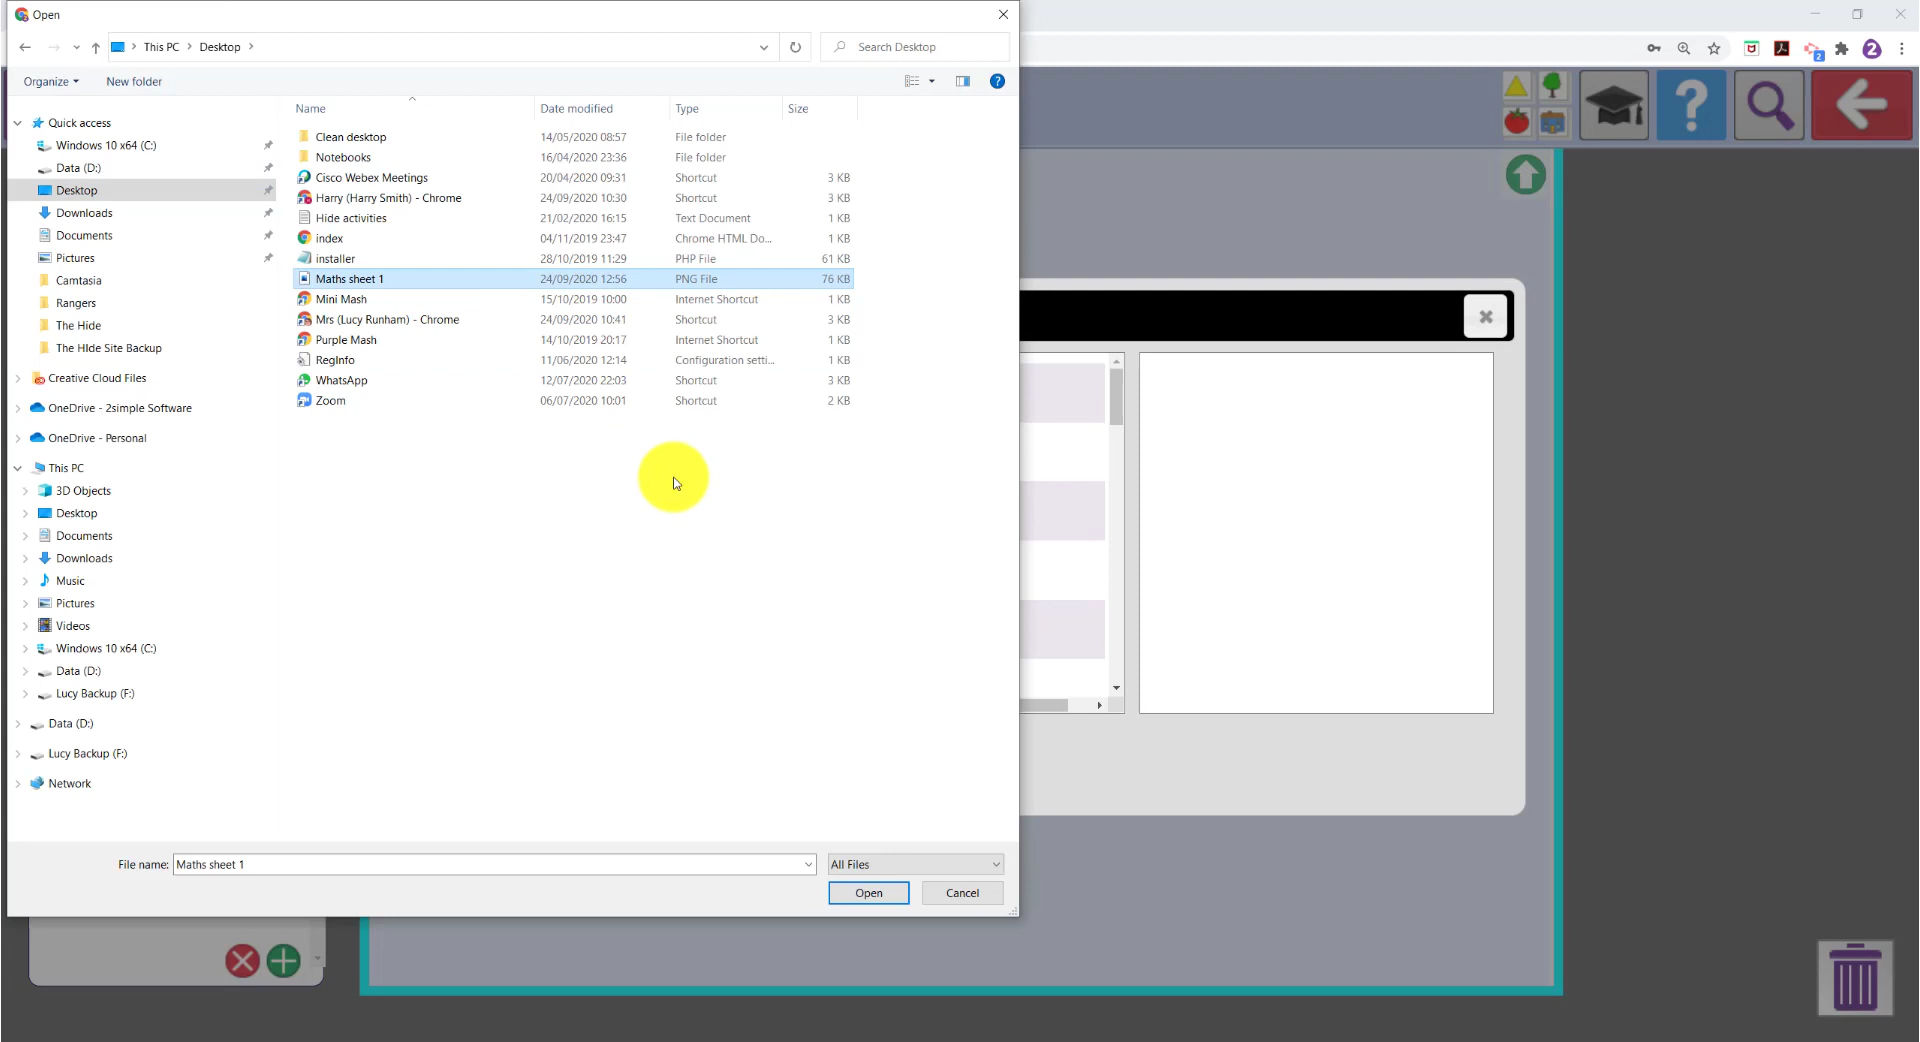 Open
This PC > Desktop >
Search Desktop
Organize
New folder
?
Name
Date modified
Type
Size
Clean desktop 14/05/2020 08:57 File folder
Notebooks 16/04/2020 23:36 File folder
Cisco Webex Meetings 20/04/2020 09:31 Shortcut 3 KB
Harry (Harry Smith) - Chrome 24/09/2020 10:30 Shortcut 3 KB
Hide activities 21/02/2020 16:15 Text Document 1 KB
index 04/11/2019 23:47 Chrome HTML Do... 1 KB
installer 28/10/2019 11:29 PHP File 61 KB
Maths sheet 1 24/09/2020 12:56 PNG File 76 KB
Mini Mash 15/10/2019 10:00 Internet Shortcut 1 KB
Mrs (Lucy Runham) - Chrome 24/09/2020 10:41 Shortcut 3 KB
Purple Mash 14/10/2019 20:17 Internet Shortcut 1 KB
RegInfo 11/06/2020 12:14 Configuration setti... 1 KB
WhatsApp 12/07/2020 22:03 Shortcut 3 KB
Zoom 06/07/2020 10:01 Shortcut 2 KB
Quick access
Windows 10 x64 (C:)
Data (D:)
Desktop
Downloads
Documents
Pictures
Camtasia
Rangers
The Hide
The HIde Site Backup
Creative Cloud Files
OneDrive - 2simple Software
OneDrive - Personal
This PC
3D Objects
Desktop
Documents
Downloads
Music
Pictures
Videos
Windows 10 x64 (C:)
Data (D:)
Lucy Backup (F:)
Data (D:)
Lucy Backup (F:)
Network
File name: Maths sheet 1
All Files
Open
Cancel
2
2
?